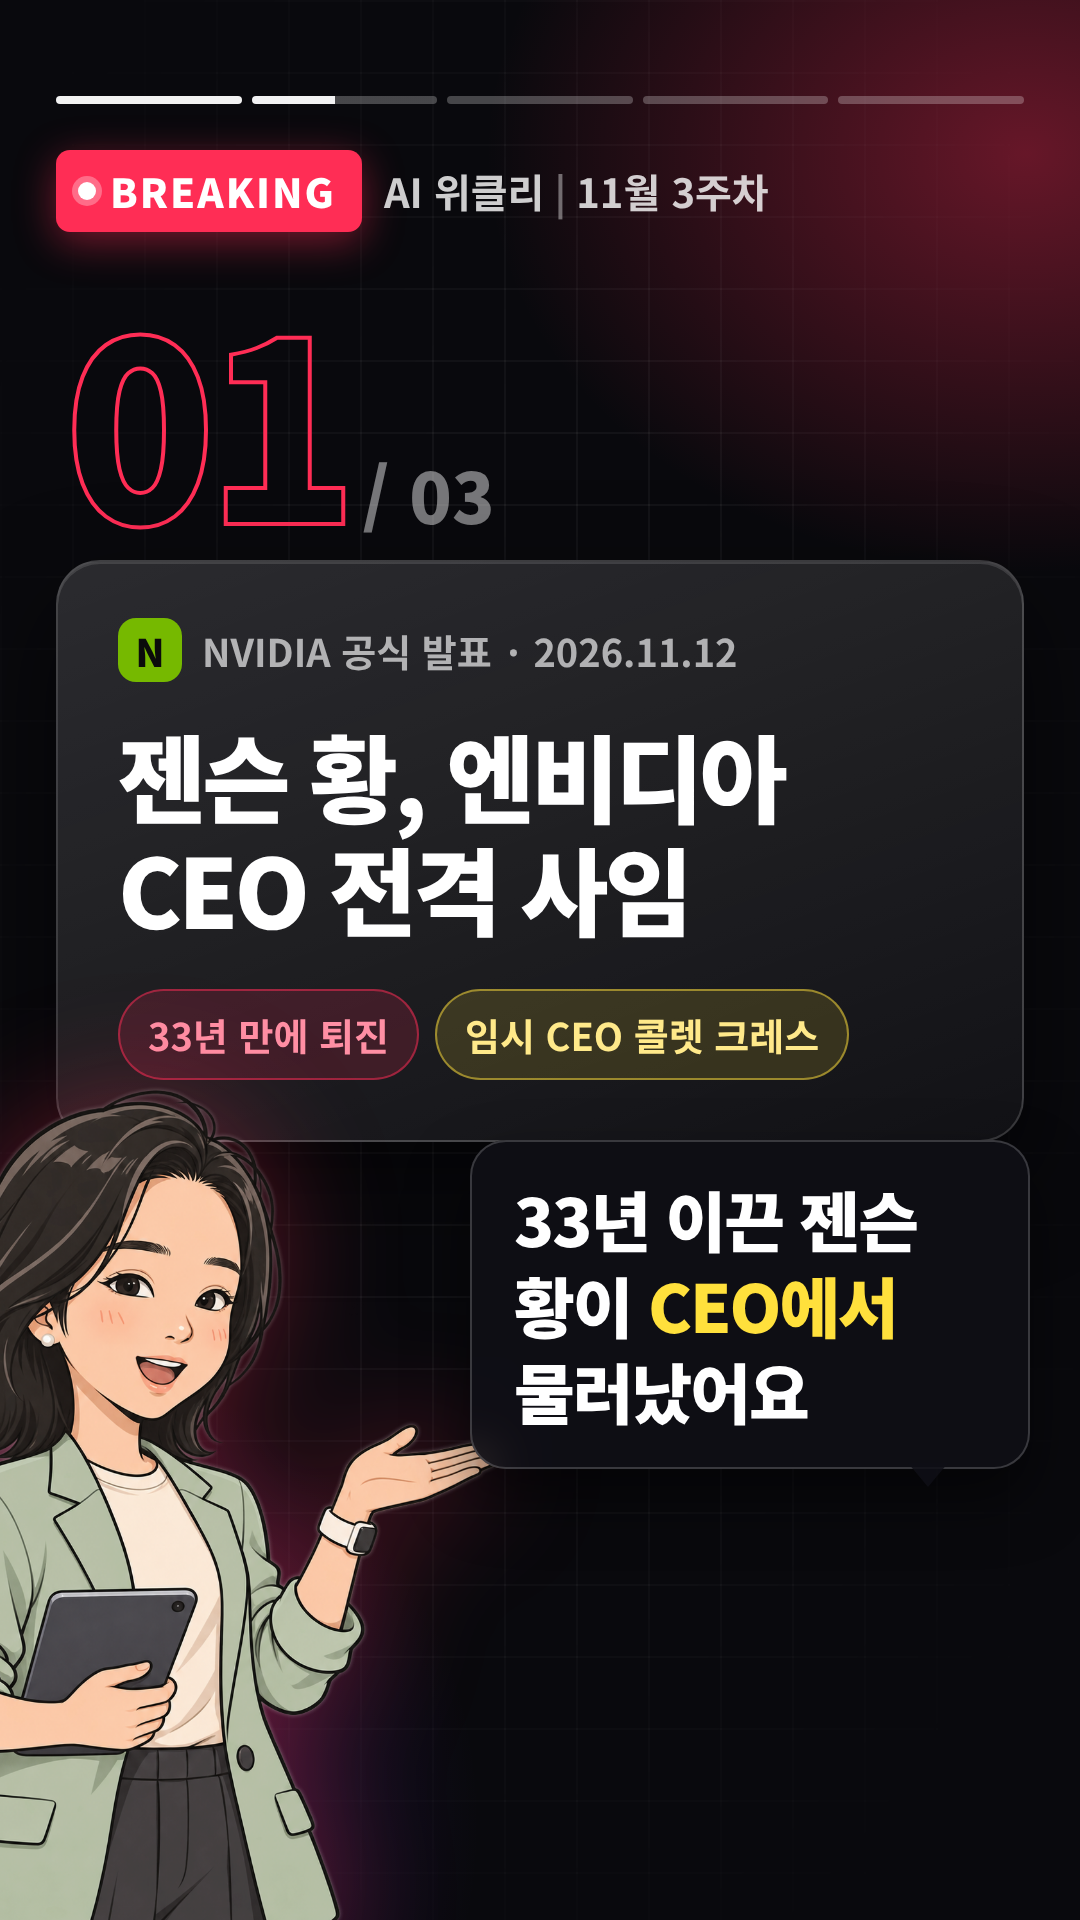 BREAKING AI 위클리 | 11월 3주차
01 / 03
N NVIDIA 공식 발표 · 2026.11.12
젠슨 황, 엔비디아
CEO 전격 사임
33년 만에 퇴진 임시 CEO 콜렛 크레스
33년 이끈 젠슨
황이 CEO에서
물러났어요